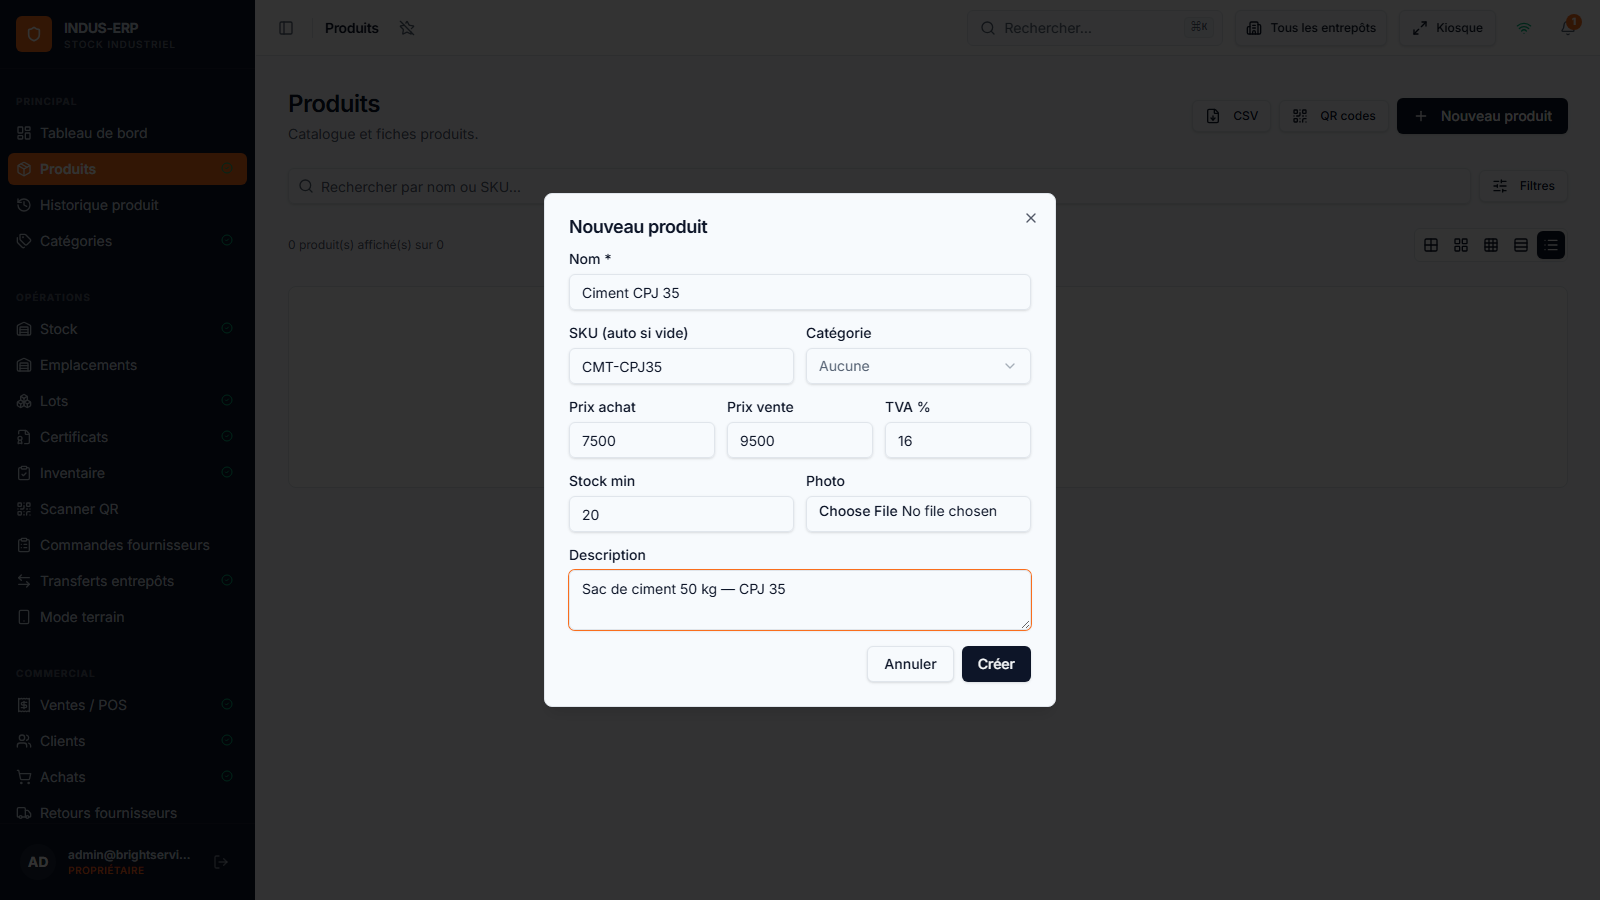 INDUS-ERP
STOCK INDUSTRIEL
PRINCIPAL
Tableau de bord
Produits
Historique produit
Catégories
OPÉRATIONS
Stock
Emplacements
Lots
Certificats
Inventaire
Scanner QR
Commandes fournisseurs
Transferts entrepôts
Mode terrain
COMMERCIAL
Ventes / POS
Clients
Achats
Retours fournisseurs
AD
admin@brightservi...
PROPRIÉTAIRE
Produits
Rechercher...
⌘K
Tous les entrepôts
Kiosque
1
Produits
Catalogue et fiches produits.
CSV
QR codes
Nouveau produit
Rechercher par nom ou SKU...
Filtres
0 produit(s) affiché(s) sur 0
Nouveau produit
Nom *
Ciment CPJ 35
SKU (auto si vide)
Catégorie
CMT-CPJ35
Aucune
Prix achat
Prix vente
TVA %
7500
9500
16
Stock min
Photo
20
Choose File No file chosen
Description
Sac de ciment 50 kg — CPJ 35
Annuler
Créer